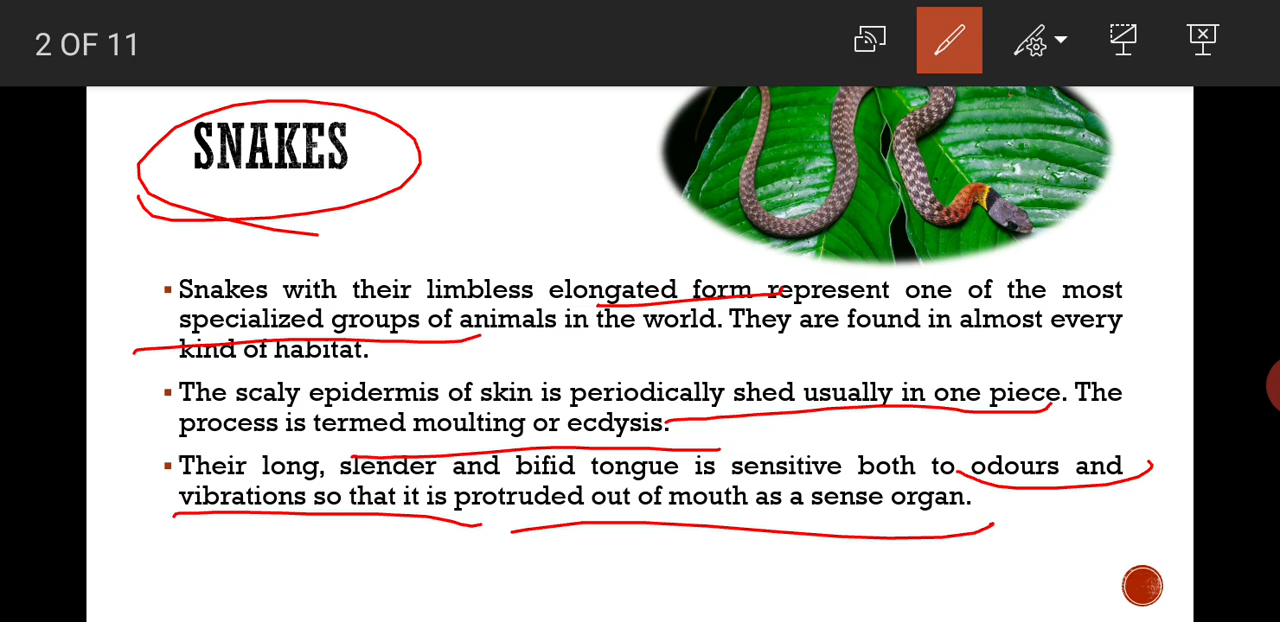 2 OF 11
SNAKES
▪ Snakes with their limbless elongated form represent one of the most
specialized groups of animals in the world. They are found in almost every
kind of habitat.
▪ The scaly epidermis of skin is periodically shed usually in one piece. The
process is termed moulting or ecdysis.
▪ Their long, slender and bifid tongue is sensitive both to odours and
vibrations so that it is protruded out of mouth as a sense organ.